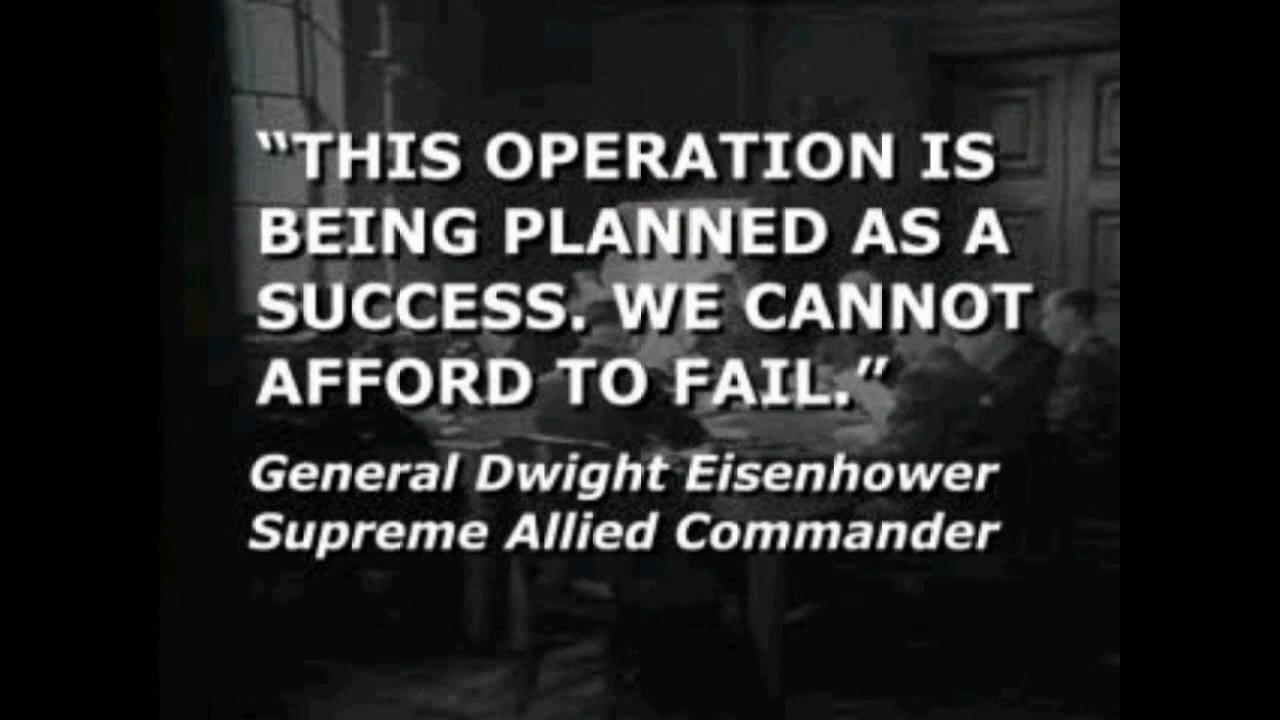 “THIS OPERATION IS
BEING PLANNED AS A
SUCCESS. WE CANNOT
AFFORD TO FAIL.”
General Dwight Eisenhower
Supreme Allied Commander